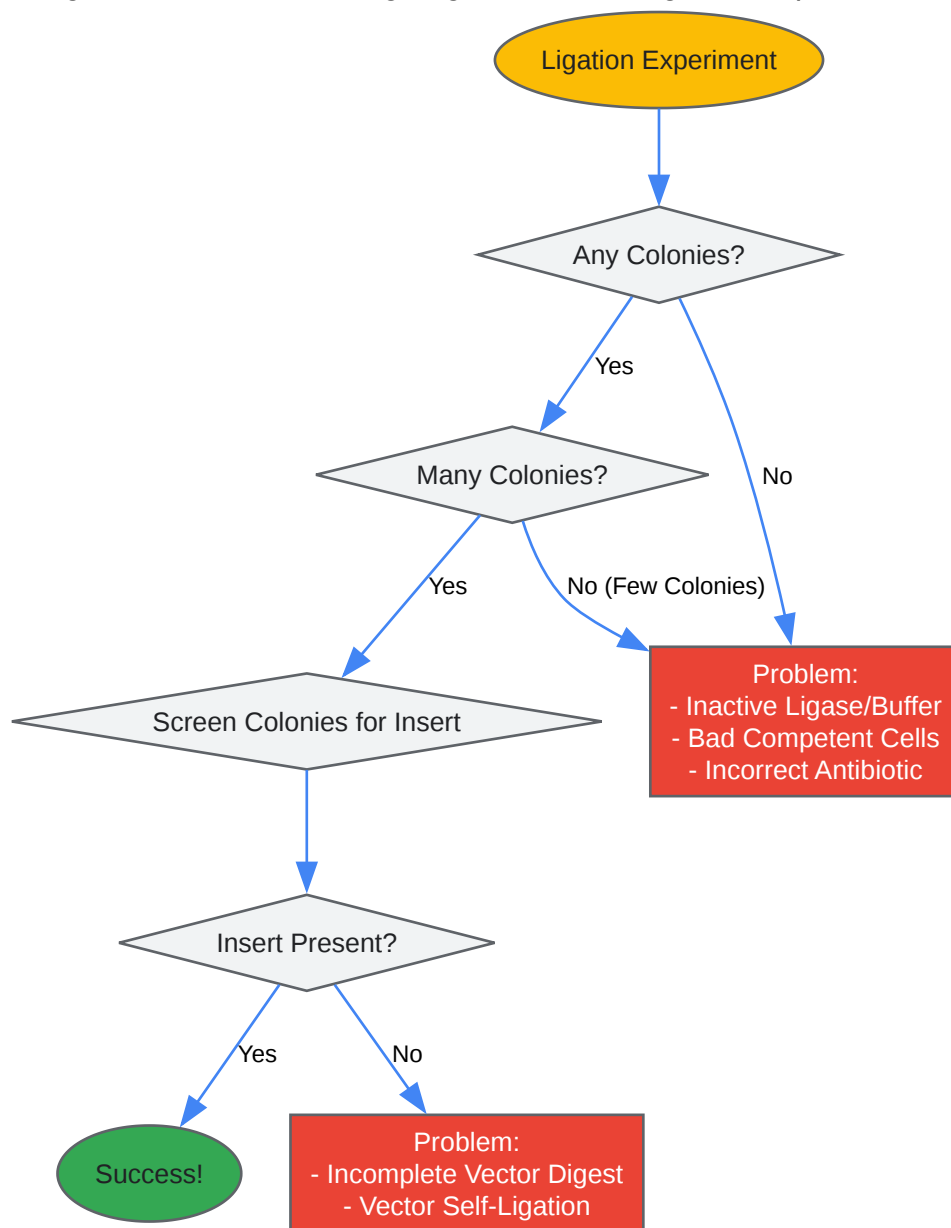 Ligation Experiment
Any Colonies?
Yes
No
Many Colonies?
Yes
No (Few Colonies)
Problem:
- Inactive Ligase/Buffer
- Bad Competent Cells
- Incorrect Antibiotic
Screen Colonies for Insert
Insert Present?
Yes
No
Success!
Problem:
- Incomplete Vector Digest
- Vector Self-Ligation